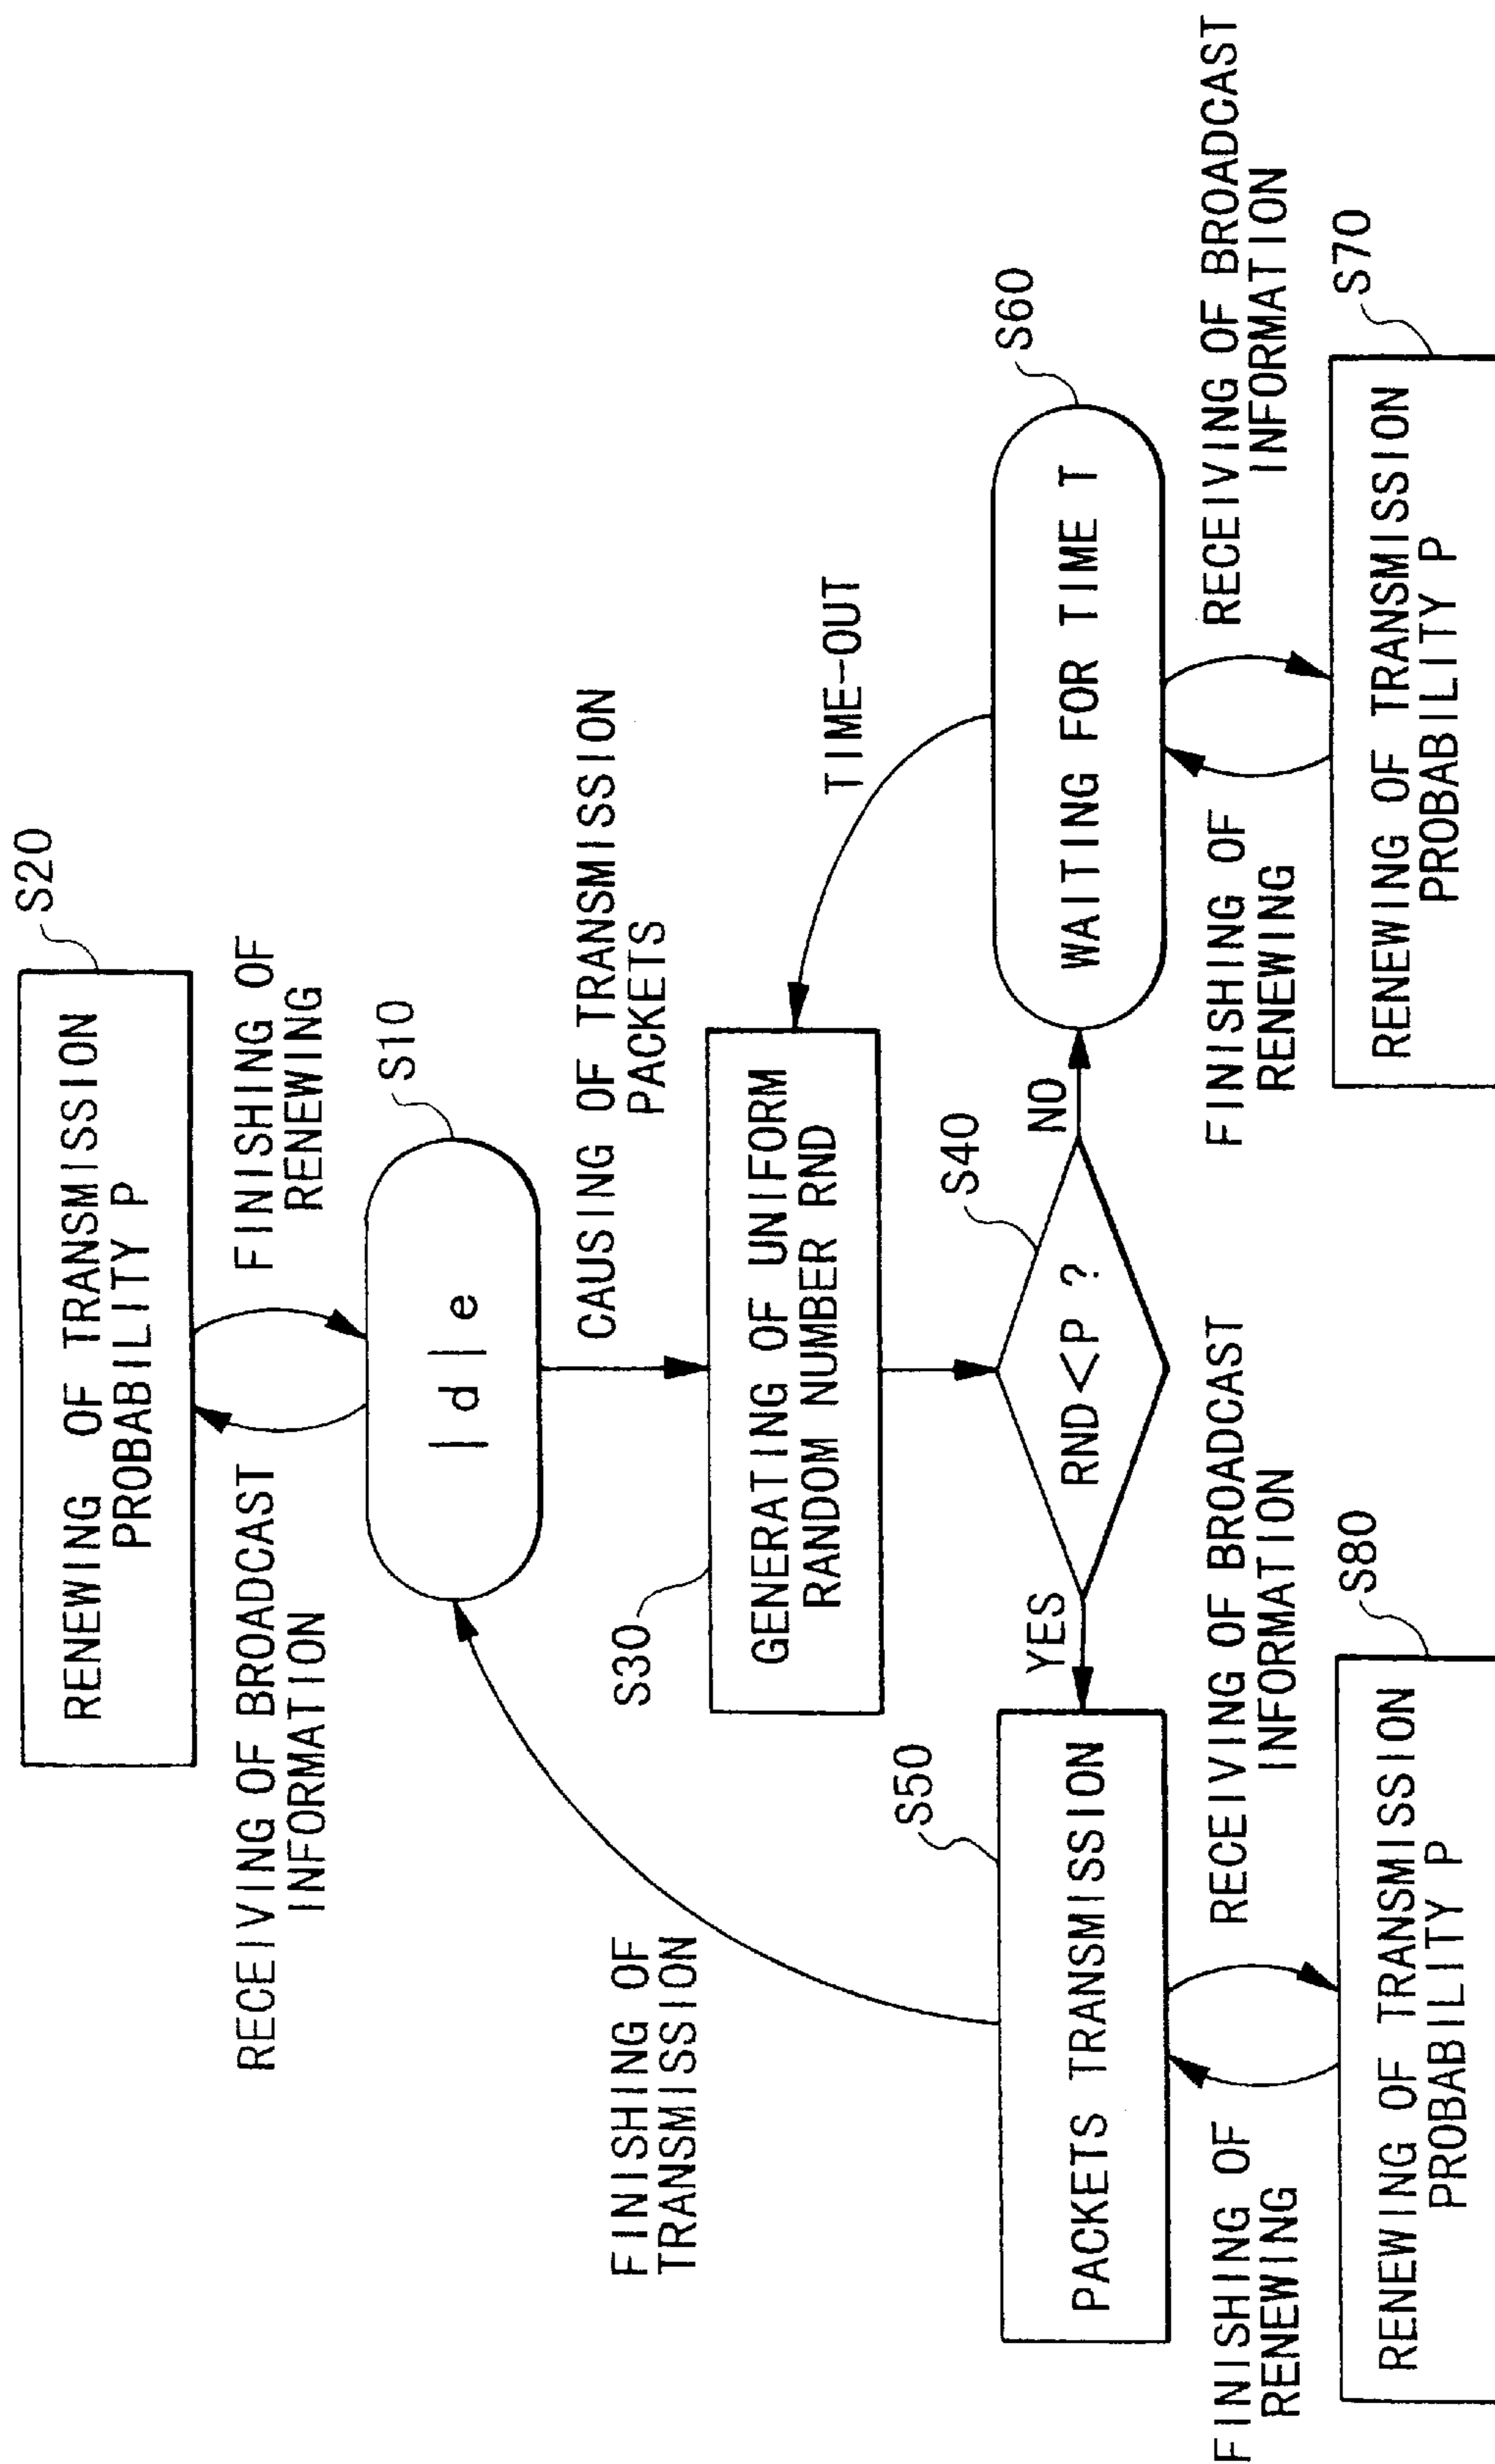 S20
RENEWING OF TRANSMISSION
PROBABILITY P
RECEIVING OF BROADCAST
INFORMATION
FINISHING OF
RENEWING
S10
Idle
CAUSING OF TRANSMISSION
PACKETS
FINISHING OF
TRANSMISSION
S30
GENERATING OF UNIFORM
RANDOM NUMBER RND
TIME-OUT
S50
PACKETS TRANSMISSION
YES
S40
RND<P ?
NO
S60
WAITING FOR TIME T
FINISHING OF
RENEWING
RECEIVING OF BROADCAST
INFORMATION
FINISHING OF
RENEWING
RECEIVING OF BROADCAST
INFORMATION
S80
RENEWING OF TRANSMISSION
PROBABILITY P
S70
RENEWING OF TRANSMISSION
PROBABILITY P